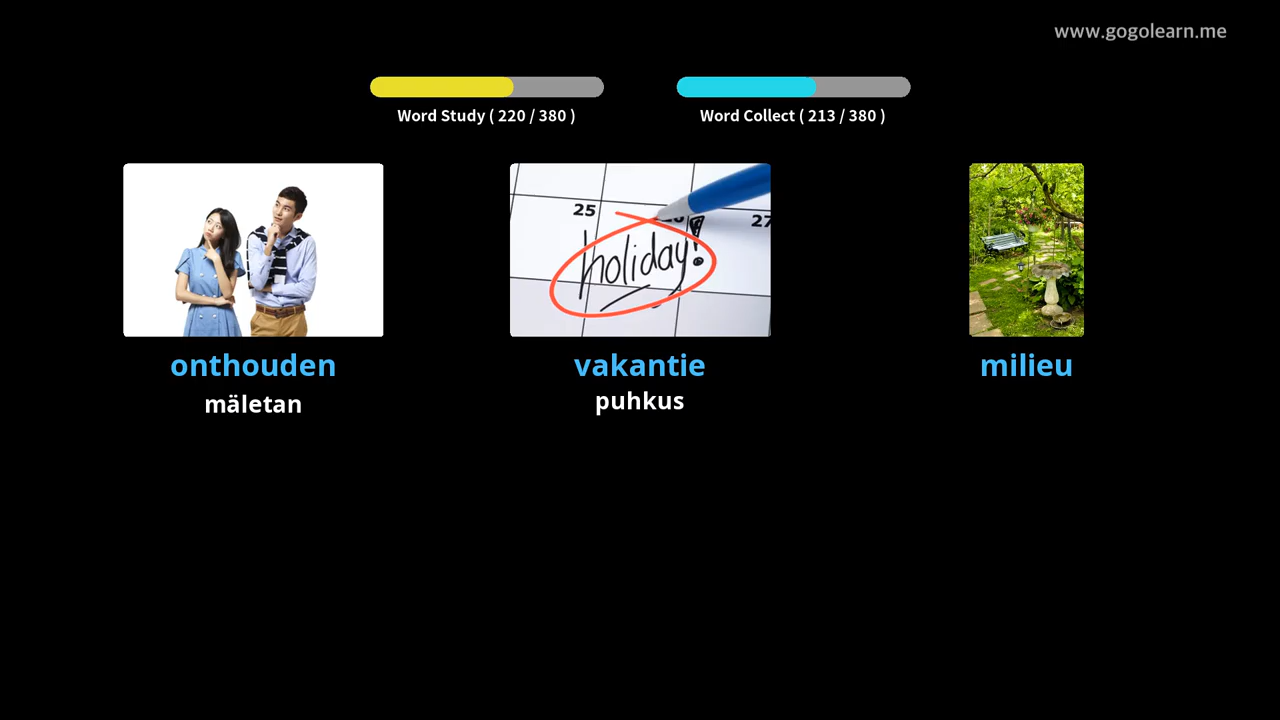 www.gogolearn.me
Word Study ( 220 / 380 )
Word Collect ( 213 / 380 )
25
27
holiday!
onthouden
vakantie
milieu
mäletan
puhkus